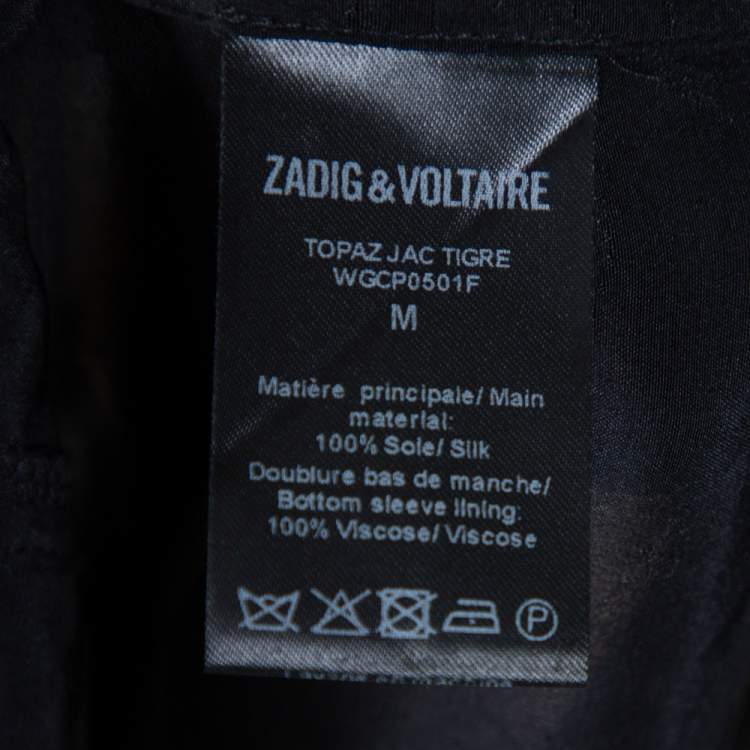 ZADIG&VOLTAIRE
TOPAZ JAC TIGRE
WGCP0501F
M
Matière principale/ Main
material:
100% Soie/ Silk
Doublure bas de manche/
Bottom sleeve lining:
100% Viscose/ Viscose
P